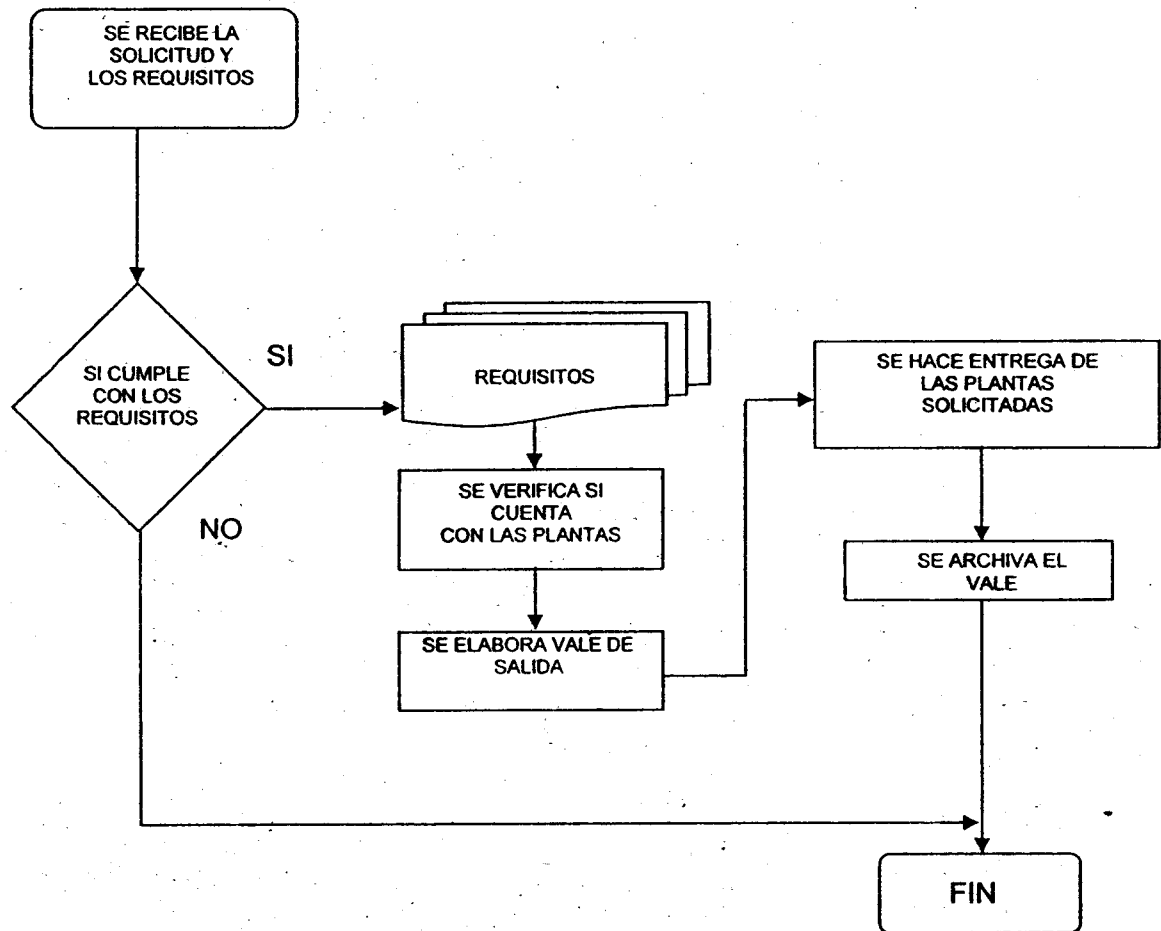 SE RECIBE LA
SOLICITUD Y
LOS REQUISITOS
SI CUMPLE
CON LOS
REQUISITOS
SI
NO
REQUISITOS
SE VERIFICA SI
CUENTA
CON LAS PLANTAS
SE ELABORA VALE DE
SALIDA
SE HACE ENTREGA DE
LAS PLANTAS
SOLICITADAS
SE ARCHIVA EL
VALE
FIN